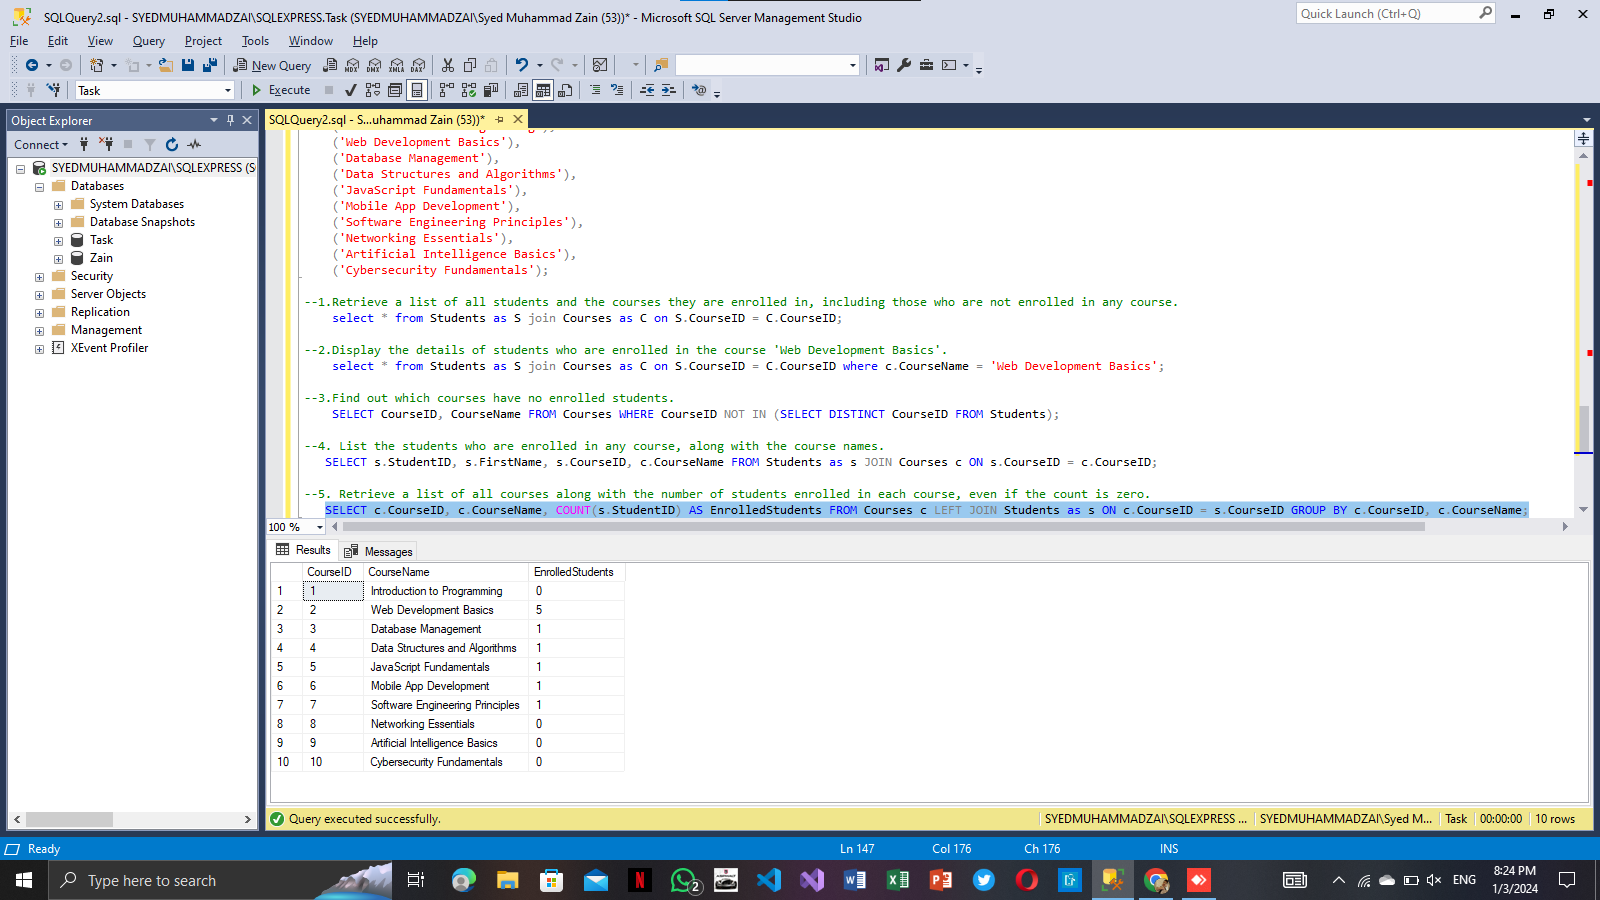 SQLQuery2.sql - SYEDMUHAMMADZAI\SQLEXPRESS.Task (SYEDMUHAMMADZAI\Syed Muhammad Zain (53))* - Microsoft SQL Server Management Studio
Quick Launch (Ctrl+Q)
File Edit View Query Project Tools Window Help
New Query
MDX DMX XMLA DAX
Task
Execute
Object Explorer
SQLQuery2.sql - S...uhammad Zain (53))*
Connect
SYEDMUHAMMADZAI\SQLEXPRESS (S
Databases
System Databases
Database Snapshots
Task
Zain
Security
Server Objects
Replication
Management
XEvent Profiler
('Web Development Basics'),
('Database Management'),
('Data Structures and Algorithms'),
('JavaScript Fundamentals'),
('Mobile App Development'),
('Software Engineering Principles'),
('Networking Essentials'),
('Artificial Intelligence Basics'),
('Cybersecurity Fundamentals');
--1.Retrieve a list of all students and the courses they are enrolled in, including those who are not enrolled in any course.
select * from Students as S join Courses as C on S.CourseID = C.CourseID;
--2.Display the details of students who are enrolled in the course 'Web Development Basics'.
select * from Students as S join Courses as C on S.CourseID = C.CourseID where c.CourseName = 'Web Development Basics';
--3.Find out which courses have no enrolled students.
SELECT CourseID, CourseName FROM Courses WHERE CourseID NOT IN (SELECT DISTINCT CourseID FROM Students);
--4. List the students who are enrolled in any course, along with the course names.
SELECT s.StudentID, s.FirstName, s.CourseID, c.CourseName FROM Students as s JOIN Courses c ON s.CourseID = c.CourseID;
--5. Retrieve a list of all courses along with the number of students enrolled in each course, even if the count is zero.
SELECT c.CourseID, c.CourseName, COUNT(s.StudentID) AS EnrolledStudents FROM Courses c LEFT JOIN Students as s ON c.CourseID = s.CourseID GROUP BY c.CourseID, c.CourseName;
100 %
Results Messages
CourseID CourseName EnrolledStudents
1 1 Introduction to Programming 0
2 2 Web Development Basics 5
3 3 Database Management 1
4 4 Data Structures and Algorithms 1
5 5 JavaScript Fundamentals 1
6 6 Mobile App Development 1
7 7 Software Engineering Principles 1
8 8 Networking Essentials 0
9 9 Artificial Intelligence Basics 0
10 10 Cybersecurity Fundamentals 0
Query executed successfully.
SYEDMUHAMMADZAI\SQLEXPRESS ... SYEDMUHAMMADZAI\Syed M... Task 00:00:00 10 rows
Ready
Ln 147 Col 176 Ch 176 INS
Type here to search
2
ENG
8:24 PM
1/3/2024